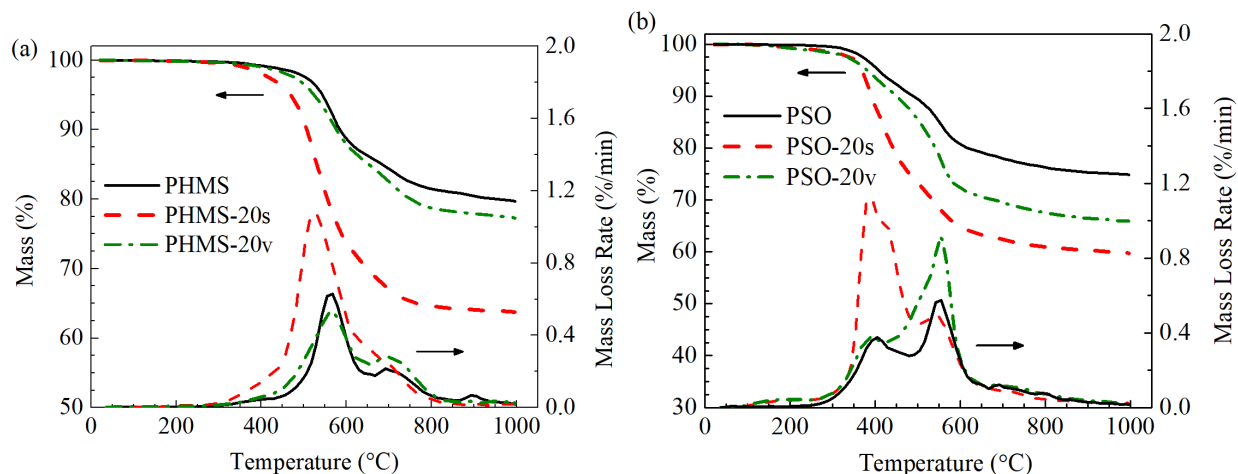 (a)
100
90
80
70
60
50
Mass (%)
PHMS
PHMS-20s
PHMS-20v
2.0
1.6
1.2
0.8
0.4
0.0
Mass Loss Rate (%/min)
0 200 400 600 800 1000
Temperature (°C)
(b)
100
90
80
70
60
50
40
30
Mass (%)
PSO
PSO-20s
PSO-20v
2.0
1.6
1.2
0.8
0.4
0.0
Mass Loss Rate (%/min)
0 200 400 600 800 1000
Temperature (°C)